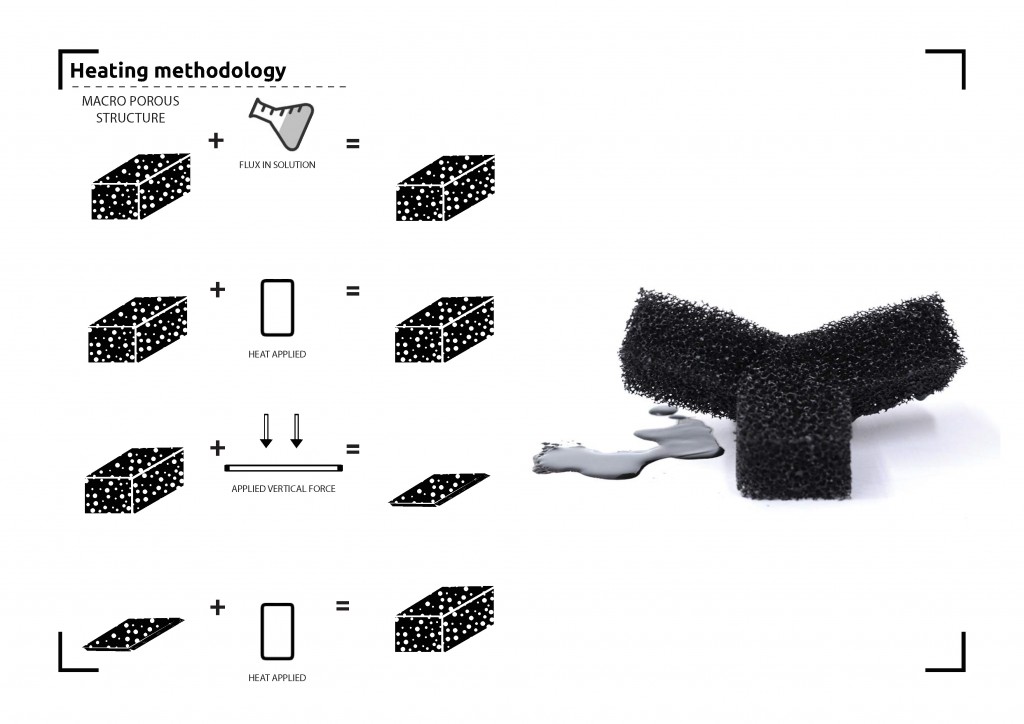 Heating methodology
MACRO POROUS
STRUCTURE
+
=
FLUX IN SOLUTION
+
=
HEAT APPLIED
+
=
APPLIED VERTICAL FORCE
+
=
HEAT APPLIED